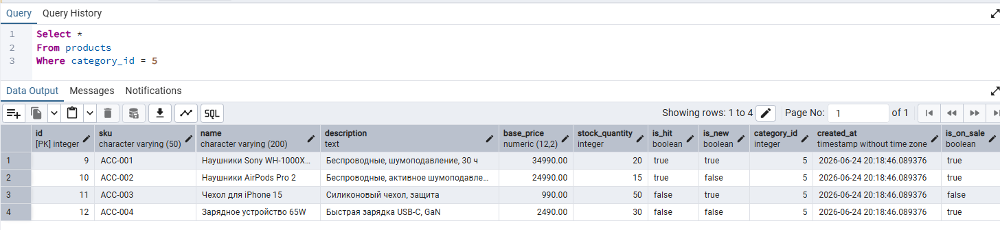 Query Query History
1 Select *
2 From products
3 Where category_id = 5
Data Output Messages Notifications
SQL Showing rows: 1 to 4 Page No: 1 of 1
id sku name description base_price stock_quantity is_hit is_new category_id created_at is_on_sale
[PK] integer character varying (50) character varying (200) text numeric (12,2) integer boolean boolean integer timestamp without time zone boolean
1 9 ACC-001 Наушники Sony WH-1000X... Беспроводные, шумоподавление, 30 ч 34990.00 20 true true 5 2026-06-24 20:18:46.089376 true
2 10 ACC-002 Наушники AirPods Pro 2 Беспроводные, активное шумоподавле... 24990.00 15 true false 5 2026-06-24 20:18:46.089376 true
3 11 ACC-003 Чехол для iPhone 15 Силиконовый чехол, защита 990.00 50 false true 5 2026-06-24 20:18:46.089376 false
4 12 ACC-004 Зарядное устройство 65W Быстрая зарядка USB-C, GaN 2490.00 30 false false 5 2026-06-24 20:18:46.089376 true